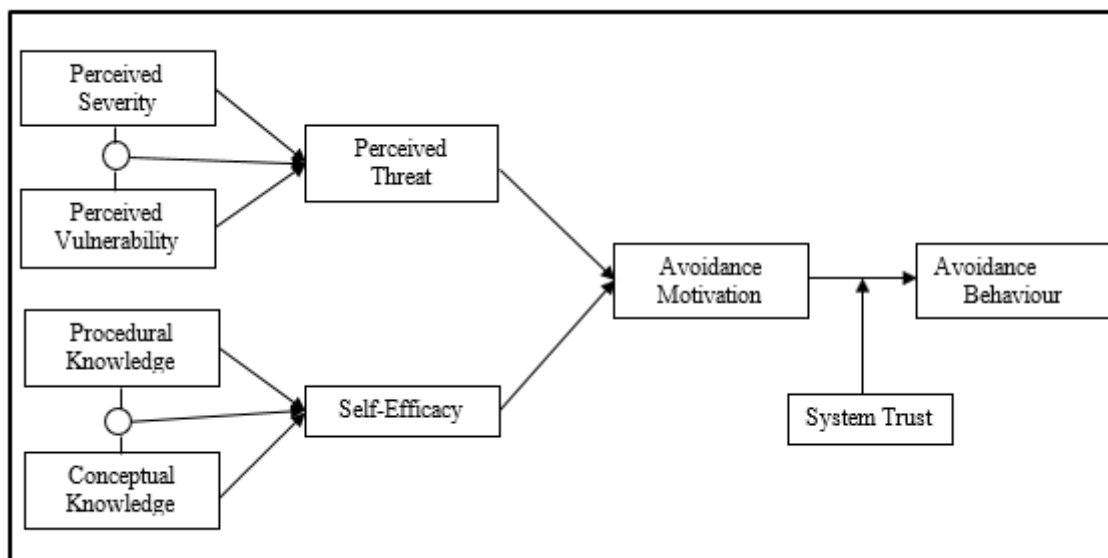 Perceived
Severity
Perceived
Threat
Perceived
Vulnerability
Avoidance
Motivation
Avoidance
Behaviour
Procedural
Knowledge
Self-Efficacy
System Trust
Conceptual
Knowledge